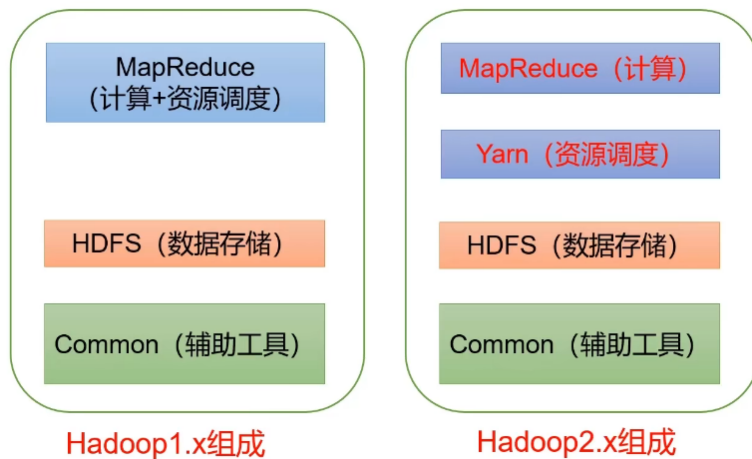 MapReduce
（计算+资源调度）
HDFS（数据存储）
Common（辅助工具）
Hadoop1.x组成
MapReduce（计算）
Yarn（资源调度）
HDFS（数据存储）
Common（辅助工具）
Hadoop2.x组成